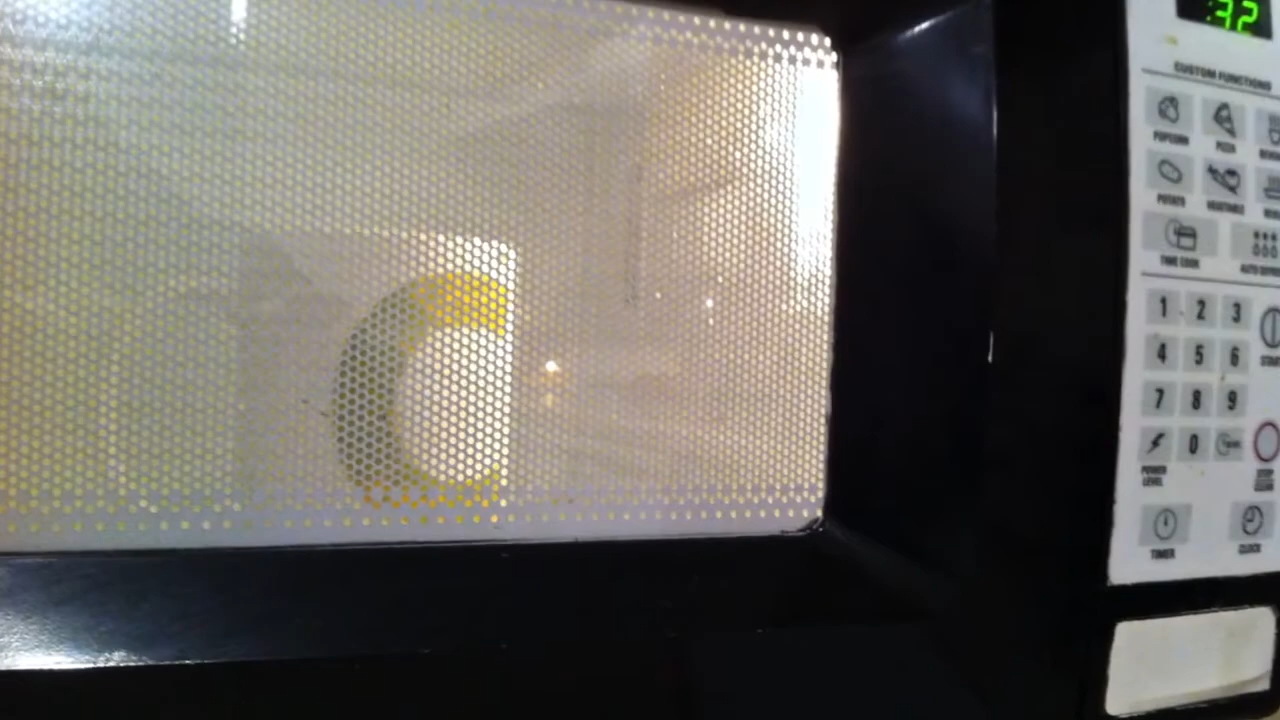 :32
CUSTOM FUNCTIONS
POPCORN PIZZA
POTATO VEGETABLE
TIME COOK
1 2 3
4 5 6
7 8 9
0
POWER
LEVEL
STOP
TIMER CLOCK